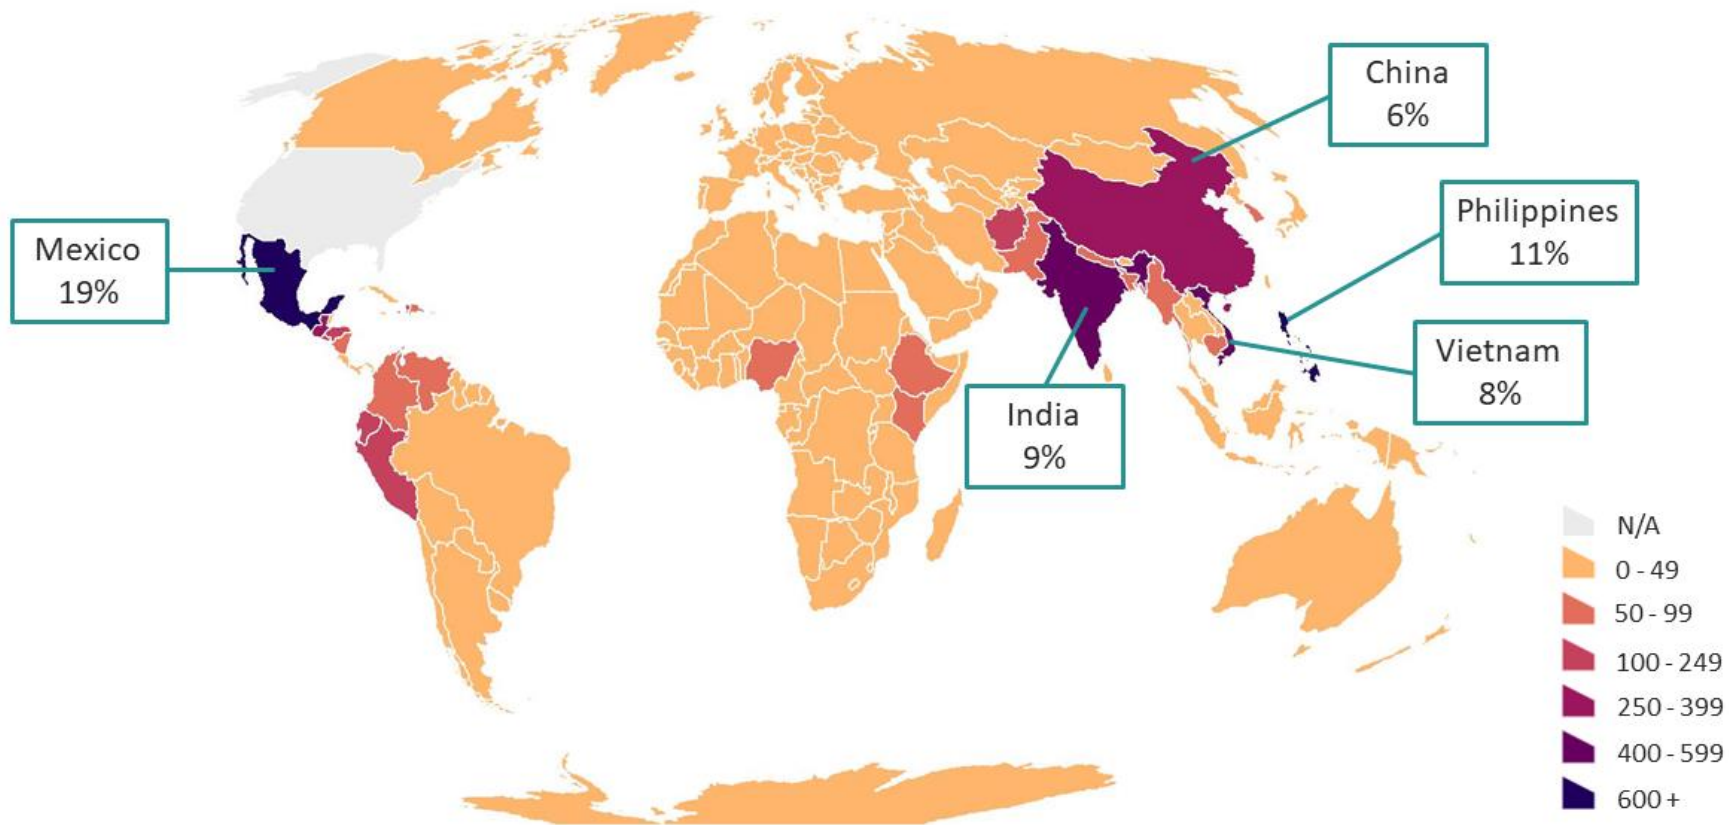 China
6%
Philippines
11%
Mexico
19%
Vietnam
8%
India
9%
N/A
0 - 49
50 - 99
100 - 249
250 - 399
400 - 599
600 +